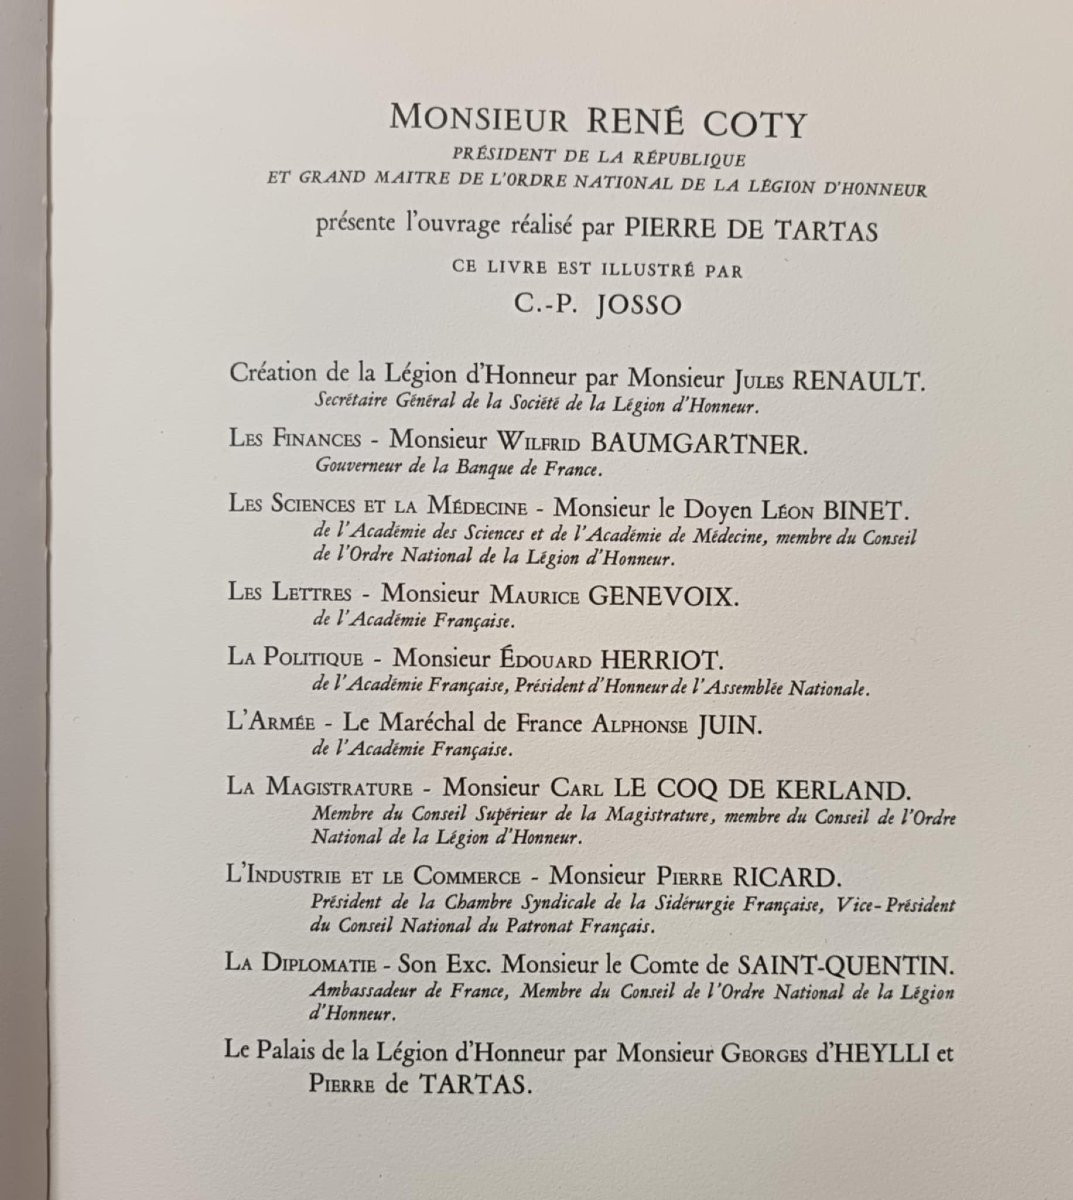 MONSIEUR RENÉ COTY
PRÉSIDENT DE LA RÉPUBLIQUE
ET GRAND MAITRE DE L'ORDRE NATIONAL DE LA LÉGION D'HONNEUR
présente l'ouvrage réalisé par PIERRE DE TARTAS
CE LIVRE EST ILLUSTRÉ PAR
C.-P. JOSSO
Création de la Légion d'Honneur par Monsieur JULES RENAULT.
Secrétaire Général de la Société de la Légion d'Honneur.
LES FINANCES - Monsieur WILFRID BAUMGARTNER.
Gouverneur de la Banque de France.
LES SCIENCES ET LA MÉDECINE - Monsieur le Doyen LÉON BINET.
de l'Académie des Sciences et de l'Académie de Médecine, membre du Conseil
de l'Ordre National de la Légion d'Honneur.
LES LETTRES - Monsieur MAURICE GENEVOIX.
de l'Académie Française.
LA POLITIQUE - Monsieur ÉDOUARD HERRIOT.
de l'Académie Française, Président d'Honneur de l'Assemblée Nationale.
L'ARMÉE - Le Maréchal de France ALPHONSE JUIN.
de l'Académie Française.
LA MAGISTRATURE - Monsieur CARL LE COQ DE KERLAND.
Membre du Conseil Supérieur de la Magistrature, membre du Conseil de l'Ordre
National de la Légion d'Honneur.
L'INDUSTRIE ET LE COMMERCE - Monsieur PIERRE RICARD.
Président de la Chambre Syndicale de la Sidérurgie Française, Vice-Président
du Conseil National du Patronat Français.
LA DIPLOMATIE - Son Exc. Monsieur le Comte de SAINT-QUENTIN.
Ambassadeur de France, Membre du Conseil de l'Ordre National de la Légion
d'Honneur.
Le Palais de la Légion d'Honneur par Monsieur GEORGES d'HEYLLI et
PIERRE de TARTAS.